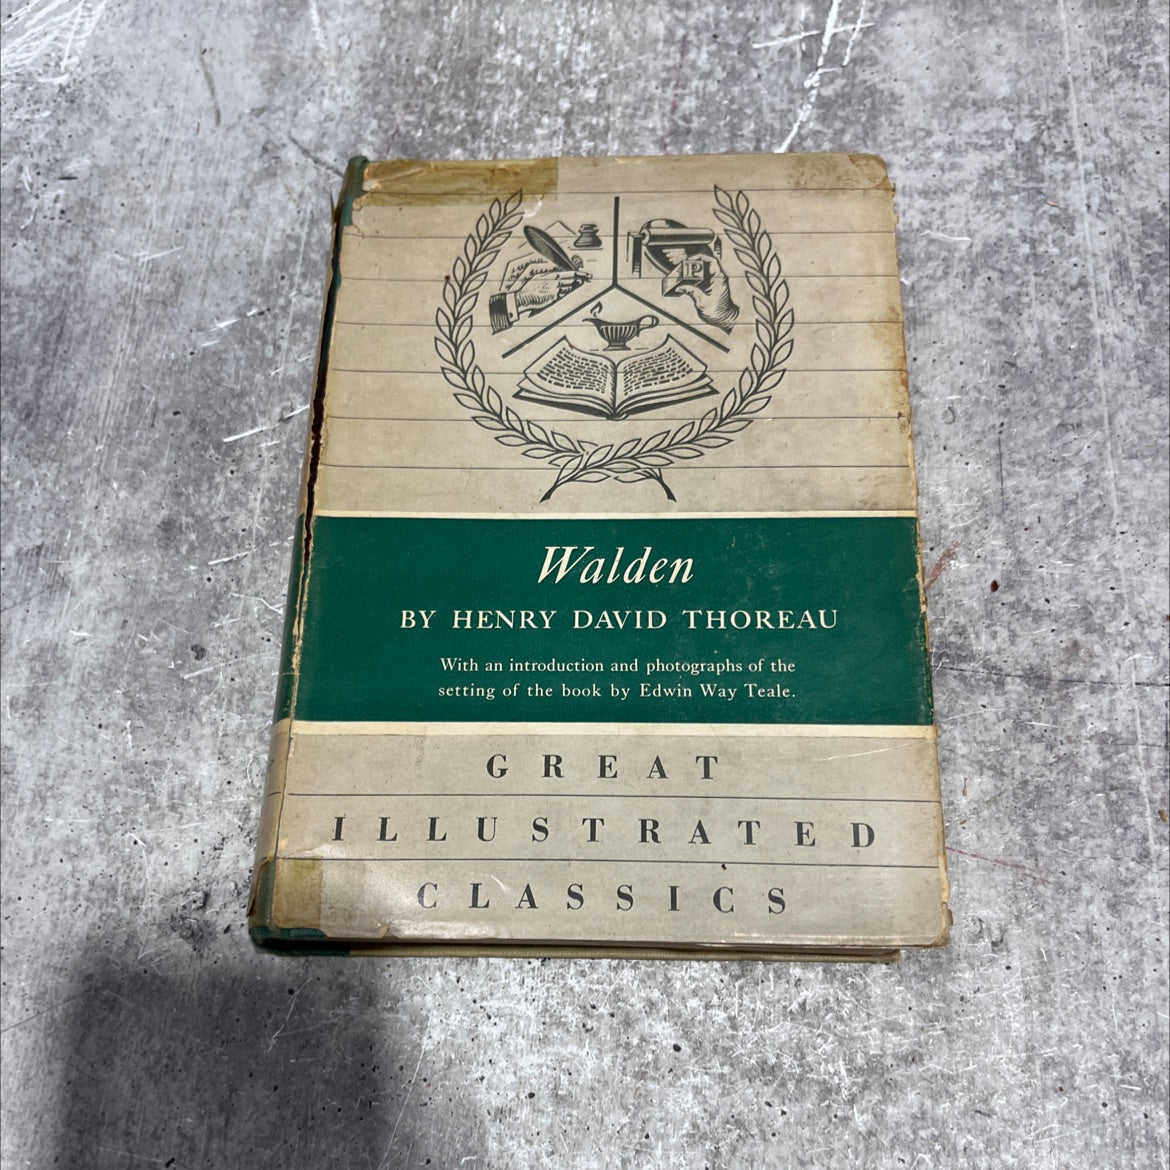 P
Walden
BY HENRY DAVID THOREAU
With an introduction and photographs of the
setting of the book by Edwin Way Teale.
GREAT
ILLUSTRATED
CLASSICS